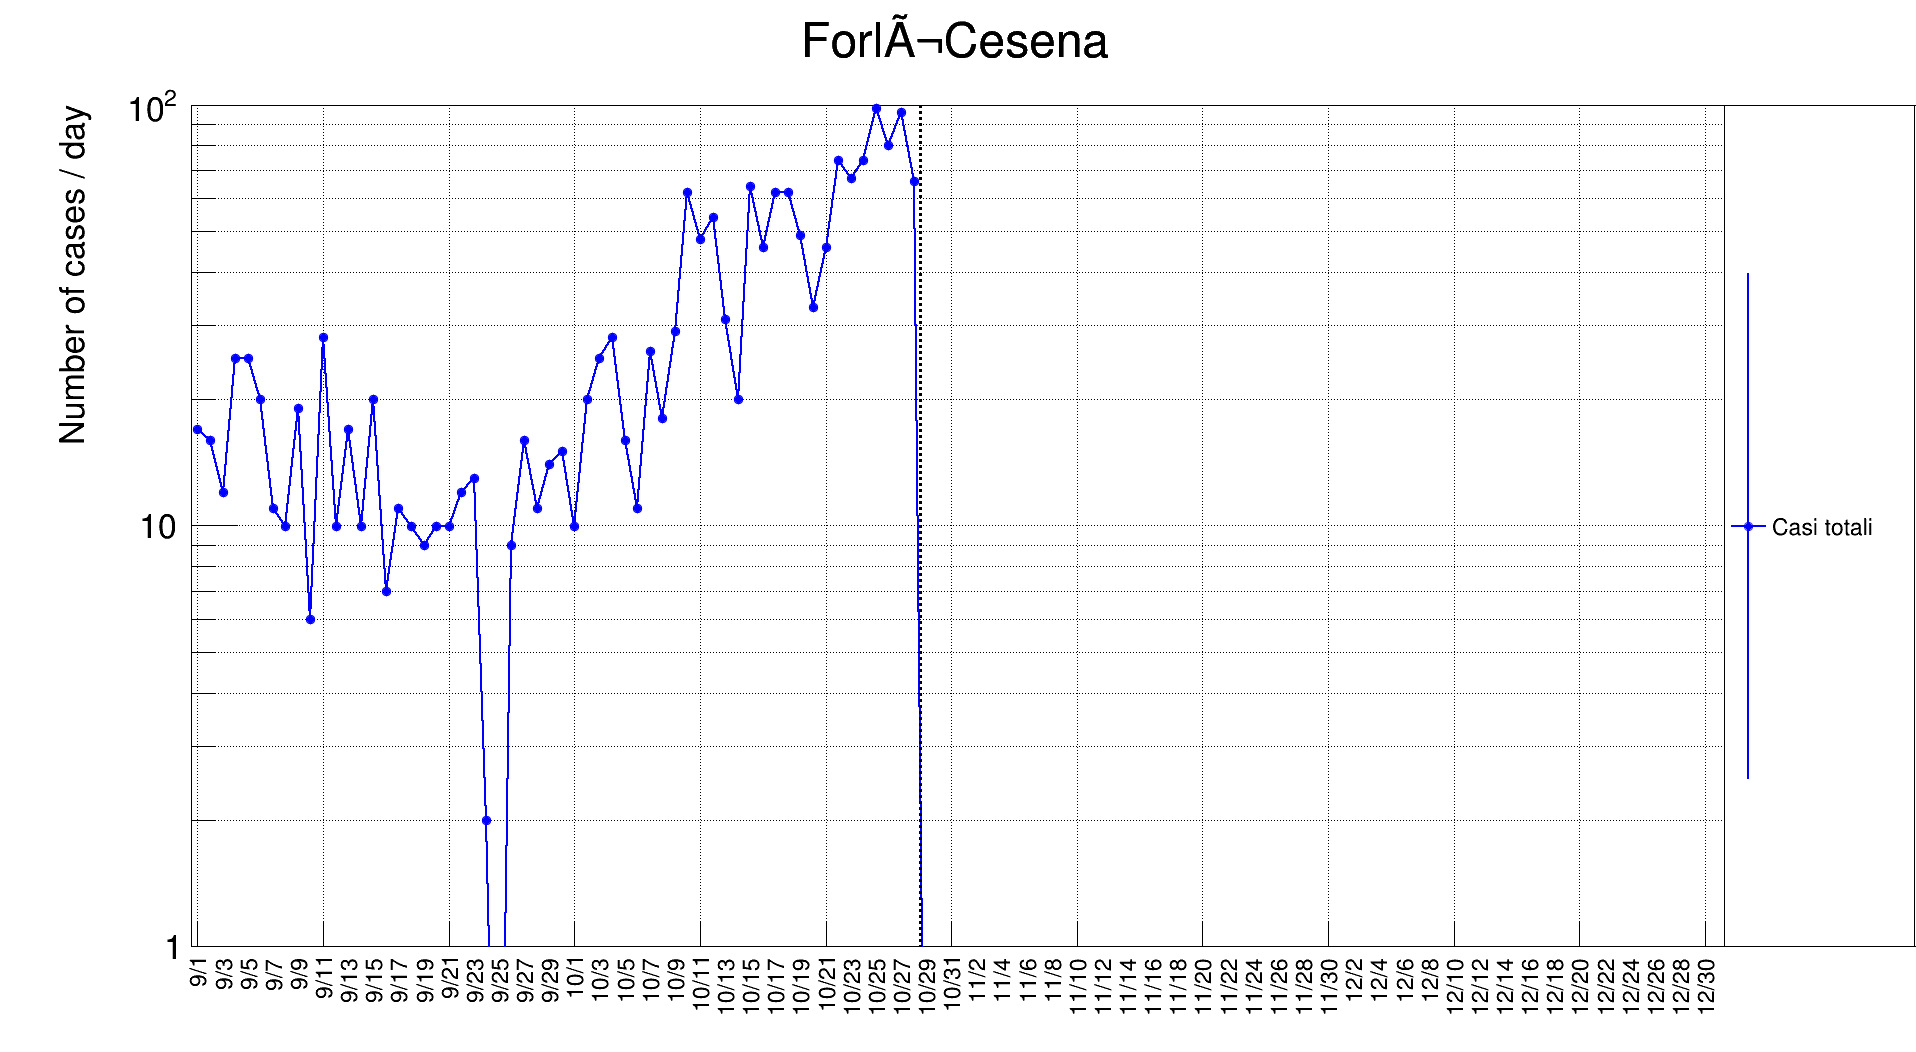 ForlÃ¬Cesena
Number of cases / day
10²
10
1
9/1 9/3 9/5 9/7 9/9 9/11 9/13 9/15 9/17 9/19 9/21 9/23 9/25 9/27 9/29 10/1 10/3 10/5 10/7 10/9 10/11 10/13 10/15 10/17 10/19 10/21 10/23 10/25 10/27 10/29 10/31 11/2 11/4 11/6 11/8 11/10 11/12 11/14 11/16 11/18 11/20 11/22 11/24 11/26 11/28 11/30 12/2 12/4 12/6 12/8 12/10 12/12 12/14 12/16 12/18 12/20 12/22 12/24 12/26 12/28 12/30
Casi totali